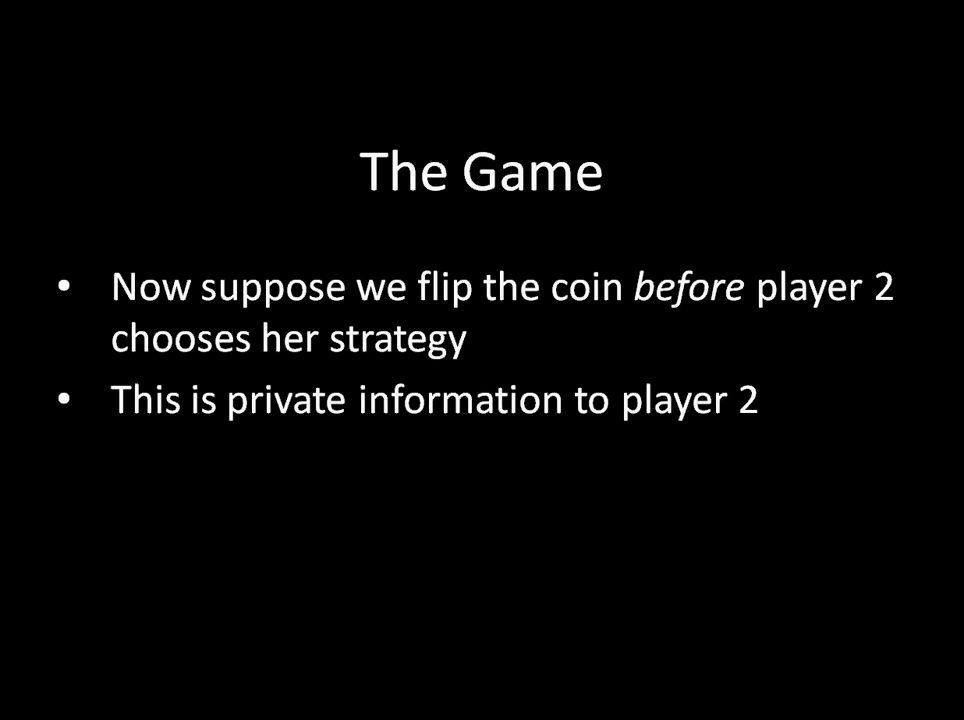 The Game
• Now suppose we flip the coin before player 2
chooses her strategy
• This is private information to player 2